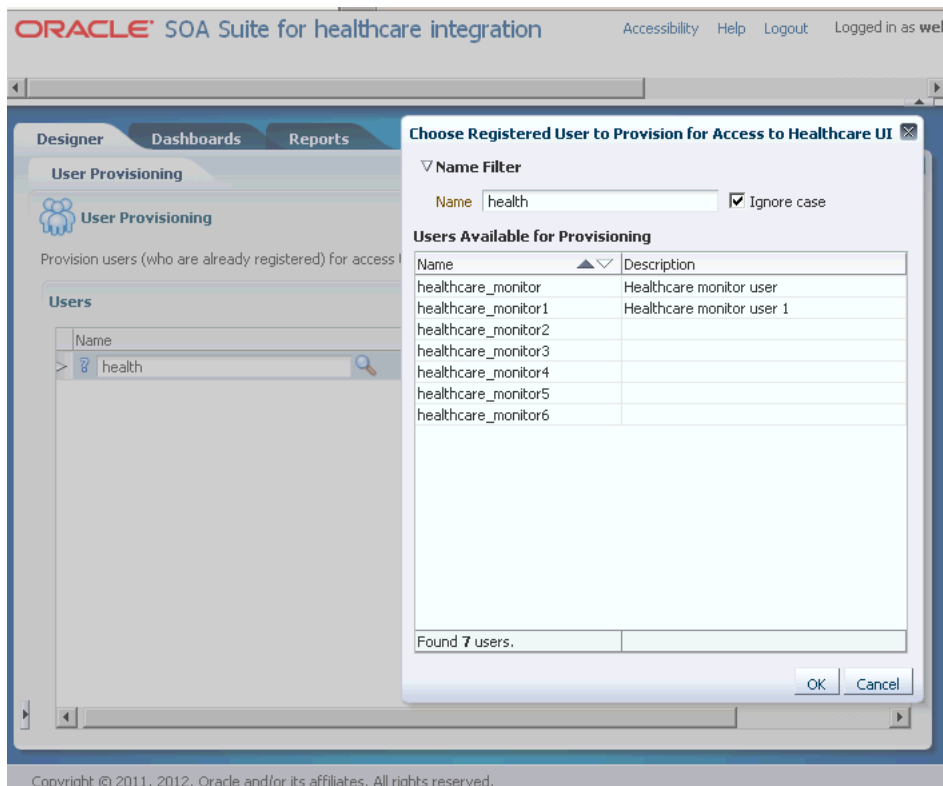 ORACLE® SOA Suite for healthcare integration
Accessibility Help Logout Logged in as
Designer Dashboards Reports
User Provisioning
User Provisioning
Provision users (who are already registered) for access
Users
Name
health
Choose Registered User to Provision for Access to Healthcare UI
Name Filter
Name health Ignore case
Users Available for Provisioning
Name Description
healthcare_monitor Healthcare monitor user
healthcare_monitor1 Healthcare monitor user 1
healthcare_monitor2
healthcare_monitor3
healthcare_monitor4
healthcare_monitor5
healthcare_monitor6
Found 7 users.
OK Cancel
Copyright © 2011, 2012, Oracle and/or its affiliates. All rights reserved.